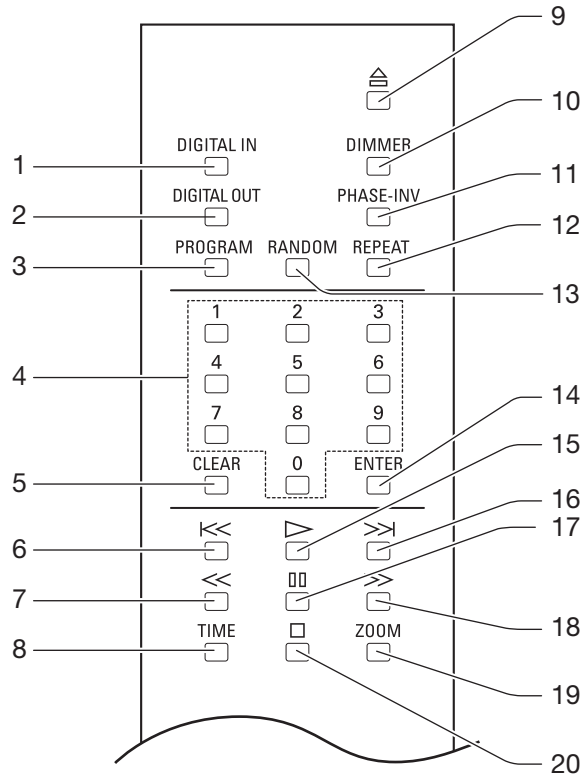 9
10
DIGITAL IN DIMMER
1
11
DIGITAL OUT PHASE-INV
2
12
PROGRAM RANDOM REPEAT
3
13
1 2 3
4
4 5 6
7 8 9
14
15
CLEAR 0 ENTER
5
16
6
17
7
18
TIME ZOOM
8
19
20